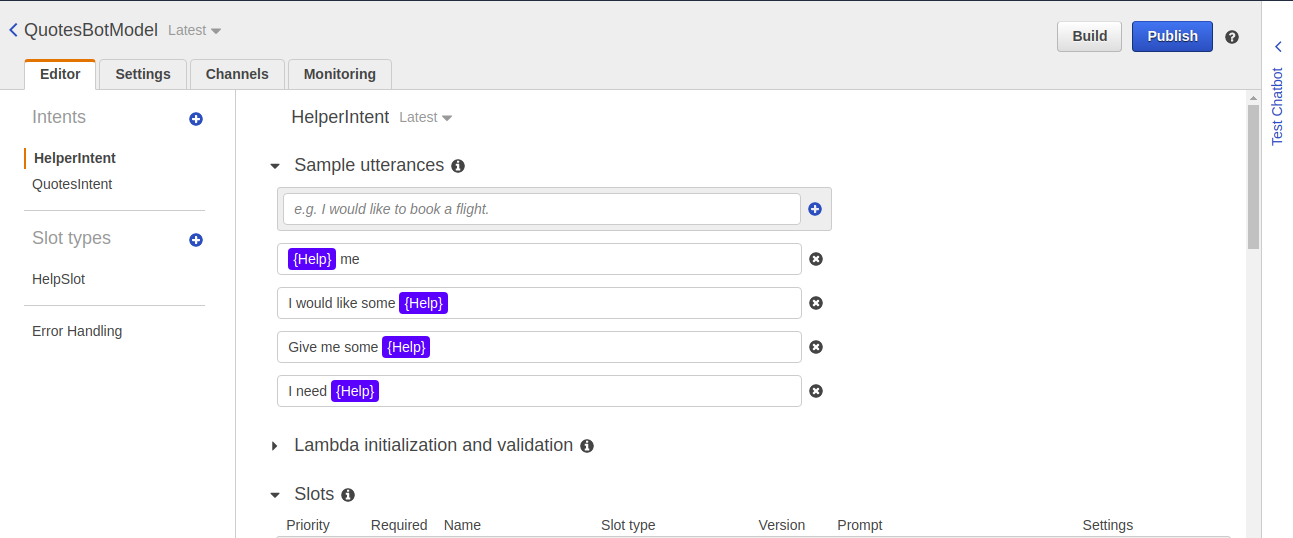 QuotesBotModel Latest
Build
Publish
Editor
Settings
Channels
Monitoring
Test Chatbot
Intents
HelperIntent
QuotesIntent
Slot types
HelpSlot
Error Handling
HelperIntent Latest
Sample utterances
e.g. I would like to book a flight.
{Help} me
I would like some {Help}
Give me some {Help}
I need {Help}
Lambda initialization and validation
Slots
Priority Required Name Slot type Version Prompt Settings